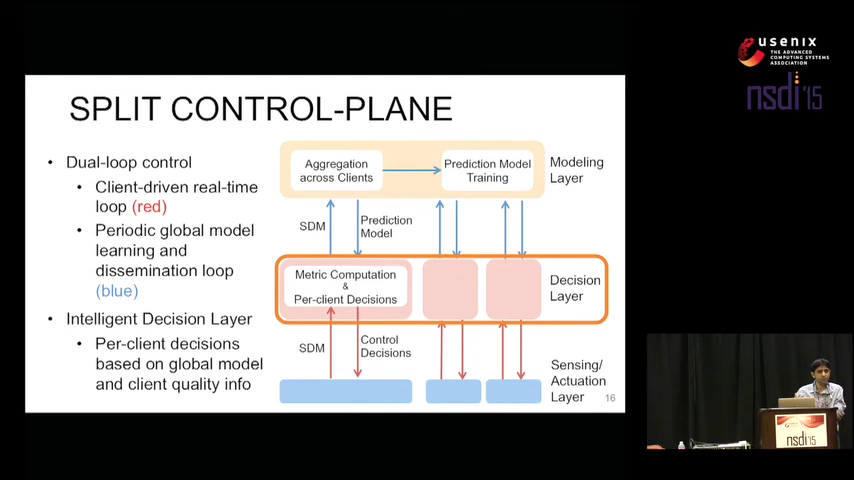 usenix
THE ADVANCED
COMPUTING SYSTEMS
ASSOCIATION
nsdi '15
SPLIT CONTROL-PLANE
• Dual-loop control
• Client-driven real-time
loop (red)
• Periodic global model
learning and
dissemination loop
(blue)
• Intelligent Decision Layer
• Per-client decisions
based on global model
and client quality info
Aggregation
across Clients
Prediction Model
Training
Modeling
Layer
SDM
Prediction
Model
Metric Computation
&
Per-client Decisions
Decision
Layer
SDM
Control
Decisions
Sensing/
Actuation
Layer
16
nsdi'15